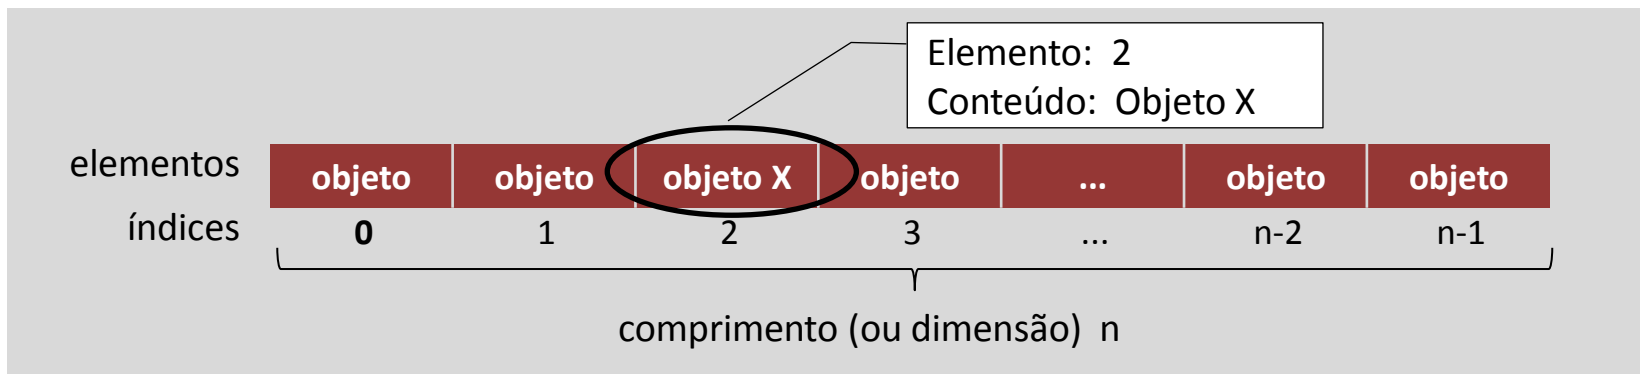 Elemento: 2
Conteúdo: Objeto X
elementos objeto objeto objeto X objeto ... objeto objeto
índices 0 1 2 3 ... n-2 n-1
comprimento (ou dimensão) n